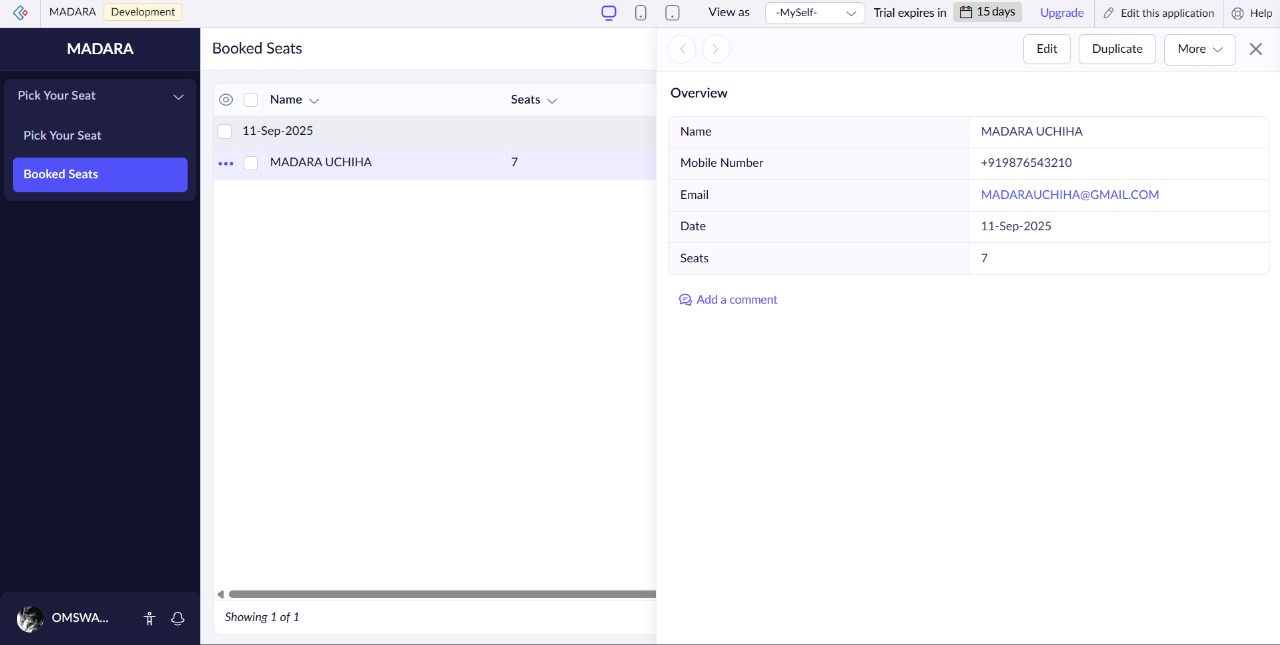 MADARA Development View as -MySelf- Trial expires in 15 days Upgrade Edit this application Help
MADARA
Pick Your Seat
Pick Your Seat
Booked Seats
OMSWA...
Booked Seats
Name Seats
11-Sep-2025
MADARA UCHIHA 7
Showing 1 of 1
Edit Duplicate More
Overview
Name MADARA UCHIHA
Mobile Number +919876543210
Email MADARAUCHIHA@GMAIL.COM
Date 11-Sep-2025
Seats 7
Add a comment